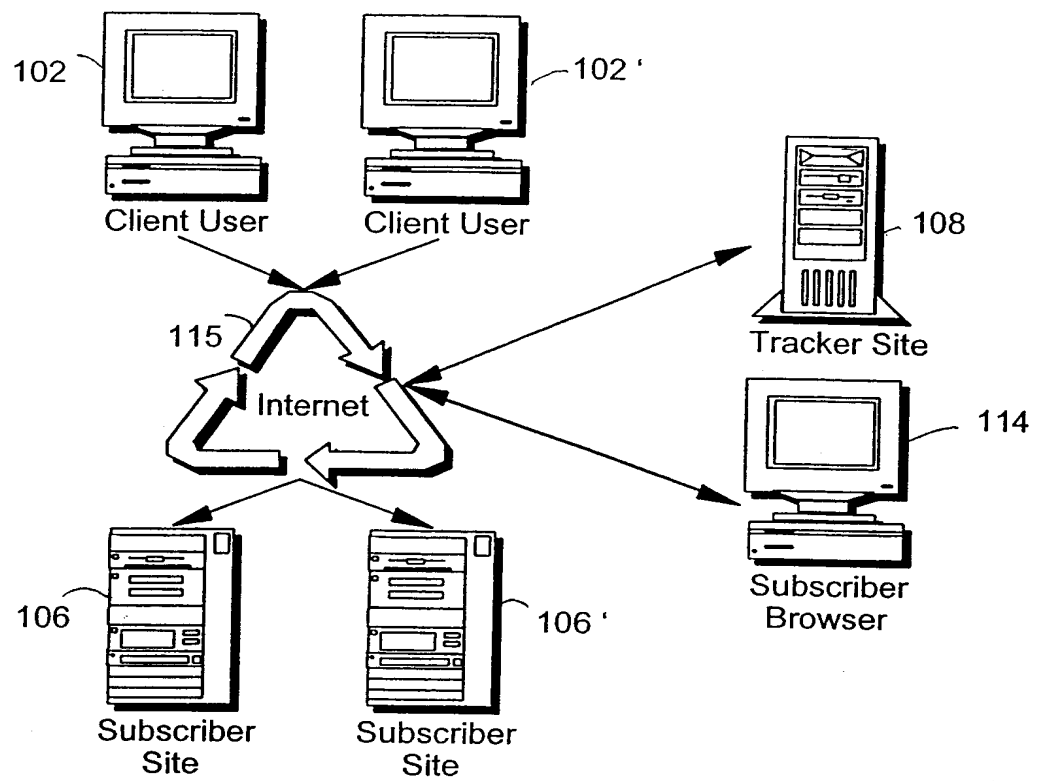 102
102 '
Client User
Client User
108
115
Tracker Site
Internet
114
106
106 '
Subscriber
Browser
Subscriber
Site
Subscriber
Site